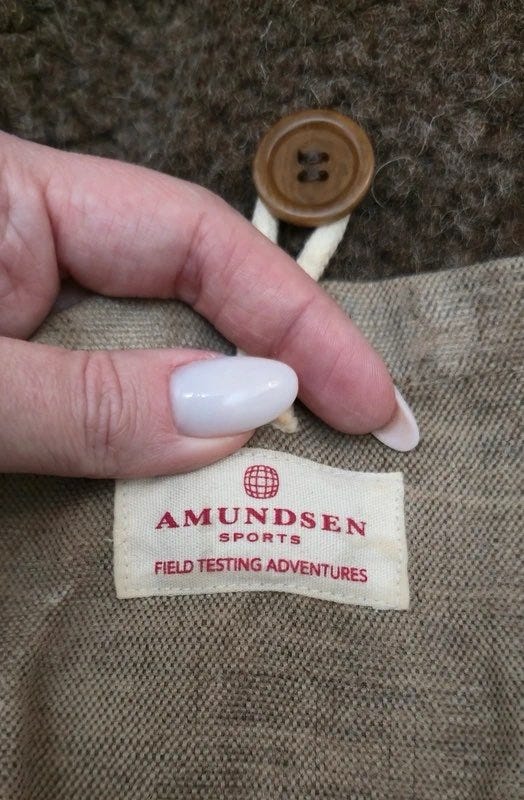 AMUNDSEN
SPORTS
FIELD TESTING ADVENTURES